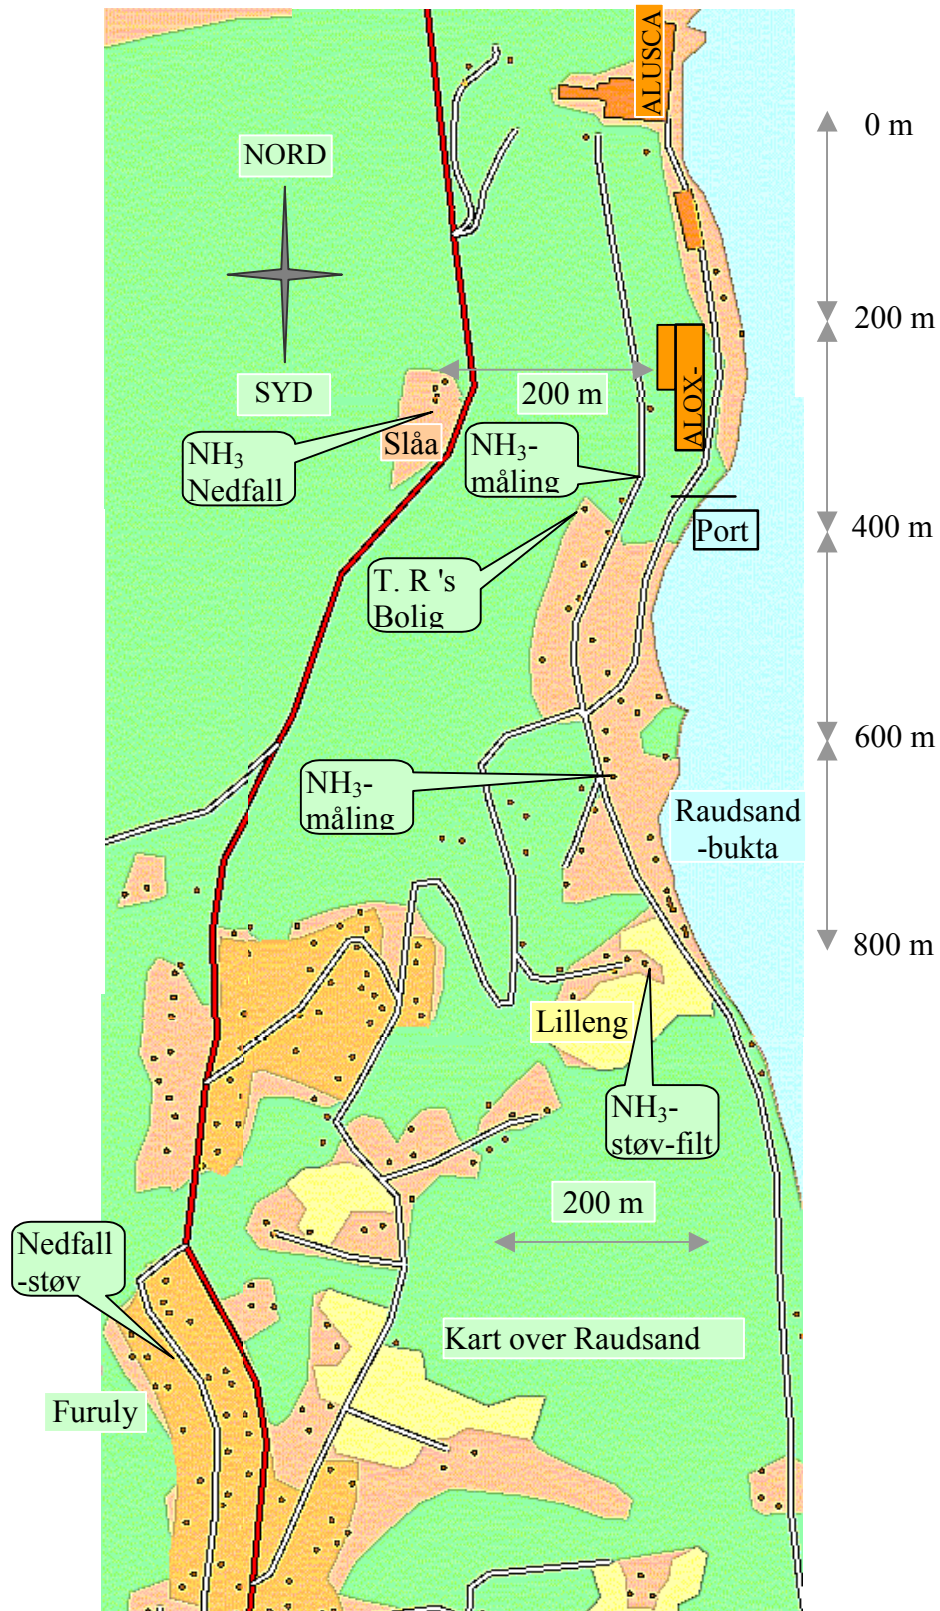 ALUSCA
0 m
NORD
200 m
SYD
200 m
ALOX-
NH₃
Nedfall
Slåa
NH₃-
måling
Port
400 m
T. R 's
Bolig
600 m
NH₃-
måling
Raudsand
-bukta
800 m
Lilleng
NH₃-
støv-filt
200 m
Nedfall
-støv
Kart over Raudsand
Furuly